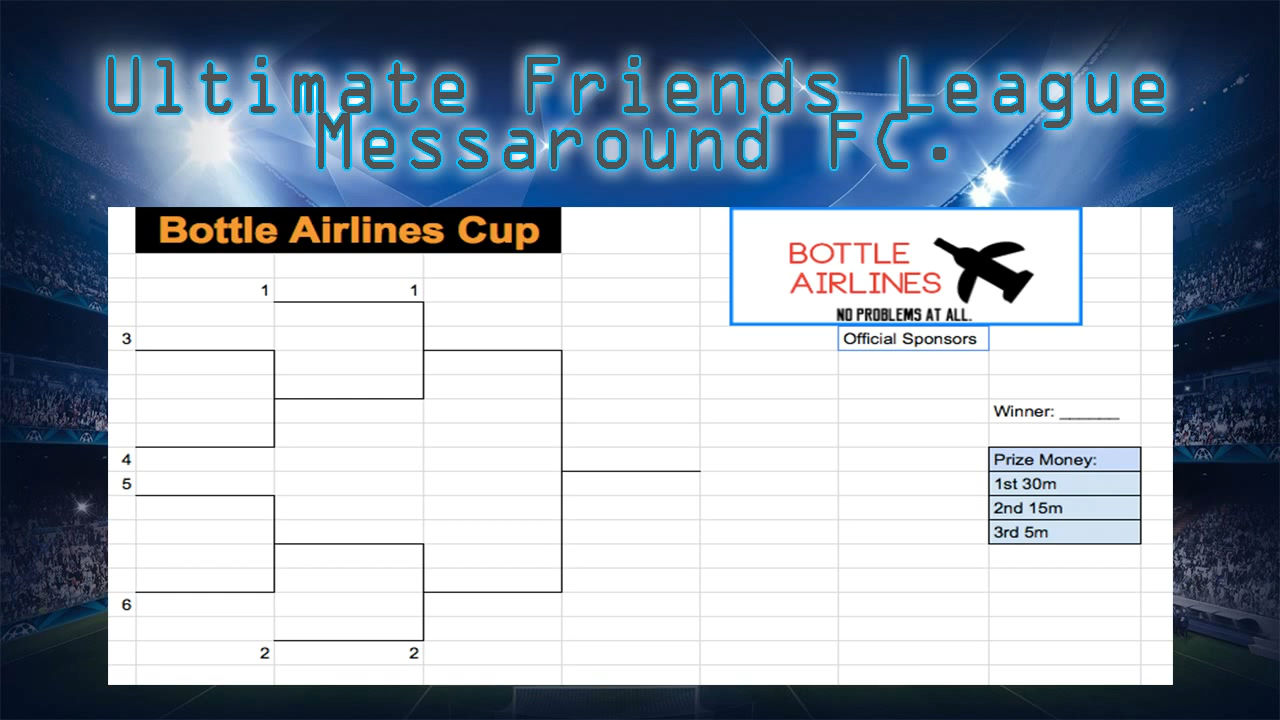 Ultimate Friends League
Messaround FC.
Bottle Airlines Cup
BOTTLE
AIRLINES
NO PROBLEMS AT ALL.
Official Sponsors
1 1
3
4
5
6
2 2
Winner: ______
Prize Money:
1st 30m
2nd 15m
3rd 5m